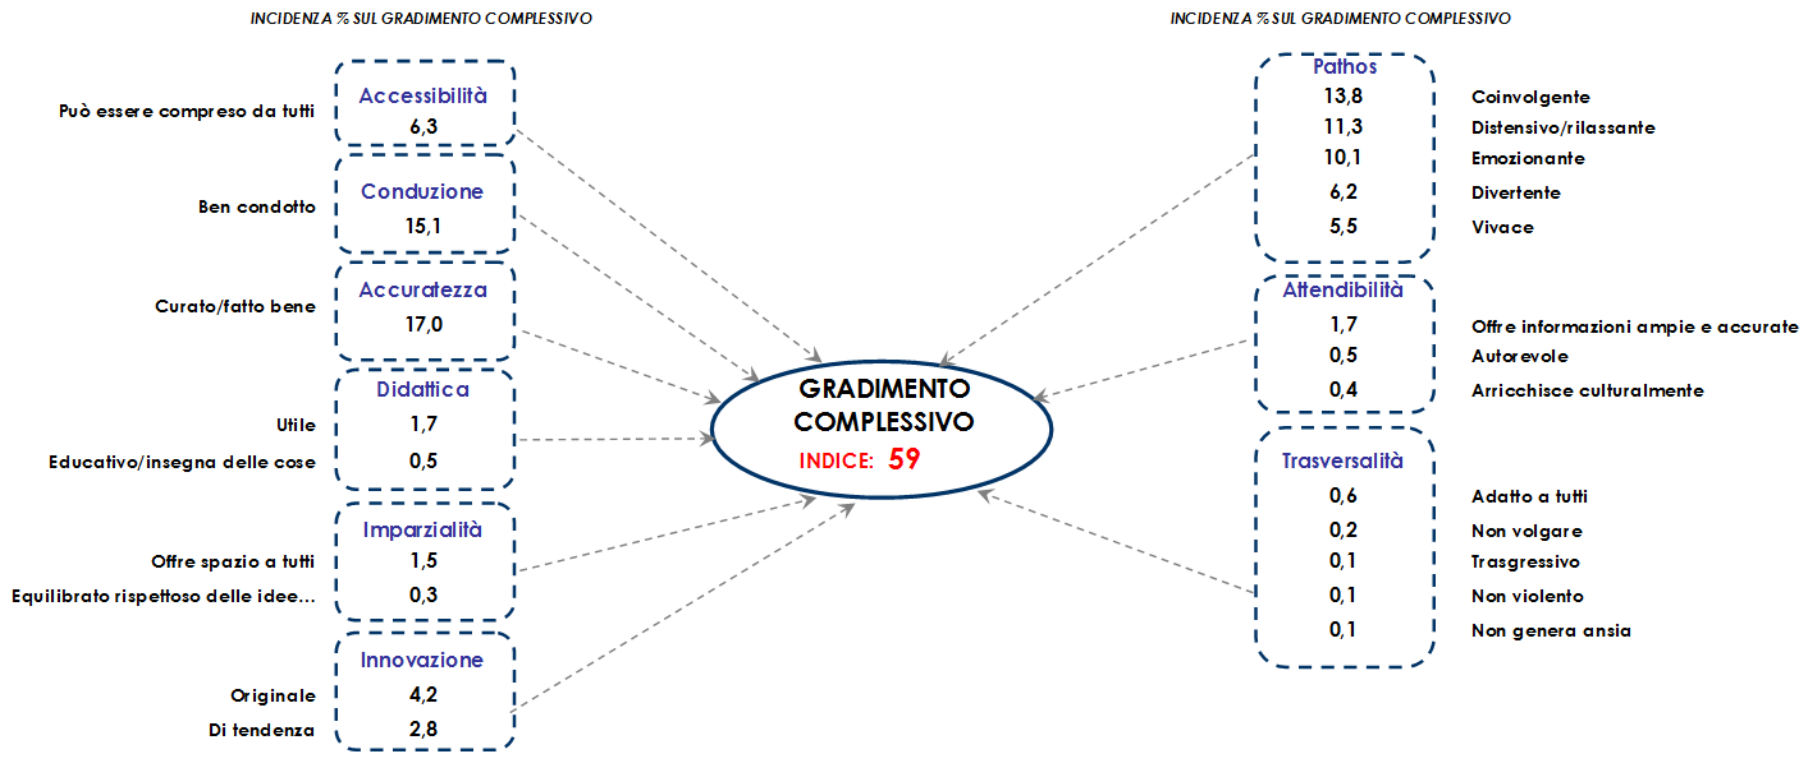 INCIDENZA % SUL GRADIMENTO COMPLESSIVO
Può essere compreso da tutti
Accessibilità
6,3
Ben condotto
Conduzione
15,1
Curato/fatto bene
Accuratezza
17,0
Didattica
Utile
1,7
Educativo/insegna delle cose
0,5
Imparzialità
Offre spazio a tutti
1,5
Equilibrato rispettoso delle idee...
0,3
Innovazione
Originale
4,2
Di tendenza
2,8
GRADIMENTO
COMPLESSIVO
INDICE: 59
INCIDENZA % SUL GRADIMENTO COMPLESSIVO
Pathos
13,8 Coinvolgente
11,3 Distensivo/rilassante
10,1 Emozionante
6,2 Divertente
5,5 Vivace
Attendibilità
1,7 Offre informazioni ampie e accurate
0,5 Autorevole
0,4 Arricchisce culturalmente
Trasversalità
0,6 Adatto a tutti
0,2 Non volgare
0,1 Trasgressivo
0,1 Non violento
0,1 Non genera ansia